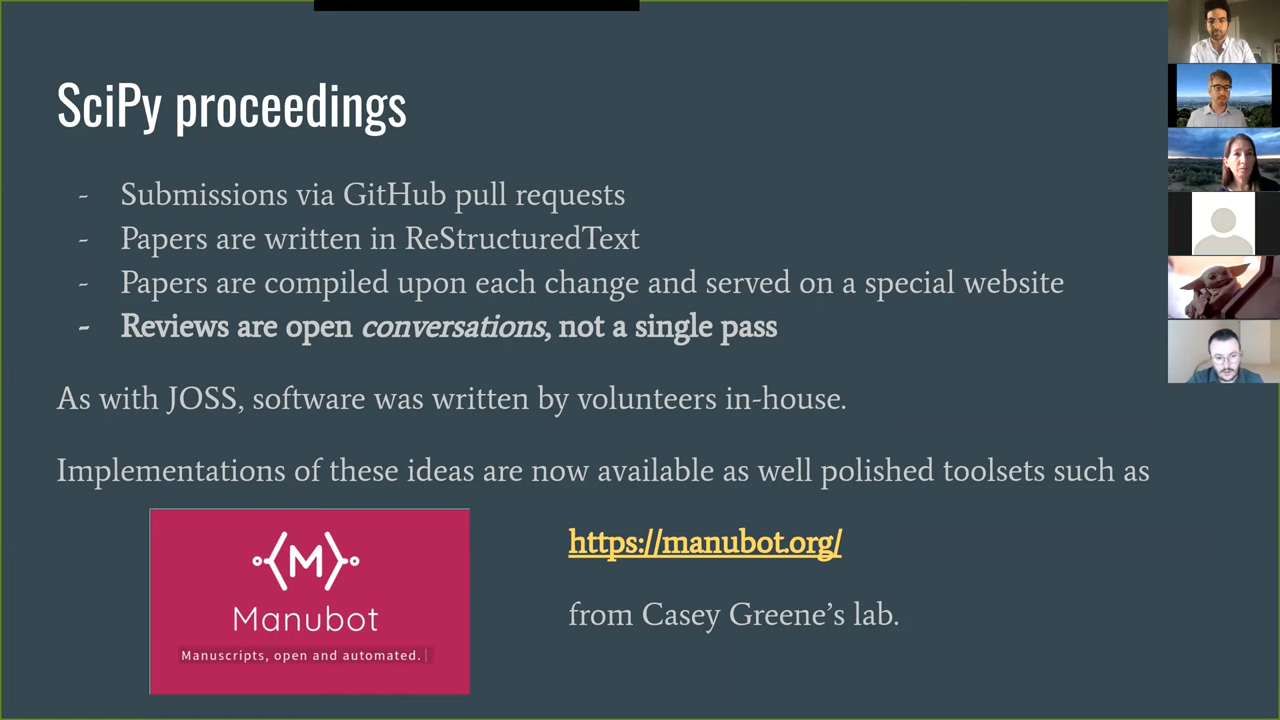 SciPy proceedings
- Submissions via GitHub pull requests
- Papers are written in ReStructuredText
- Papers are compiled upon each change and served on a special website
- Reviews are open conversations, not a single pass
As with JOSS, software was written by volunteers in-house.
Implementations of these ideas are now available as well polished toolsets such as
M
Manubot
Manuscripts, open and automated.
https://manubot.org/
from Casey Greene’s lab.